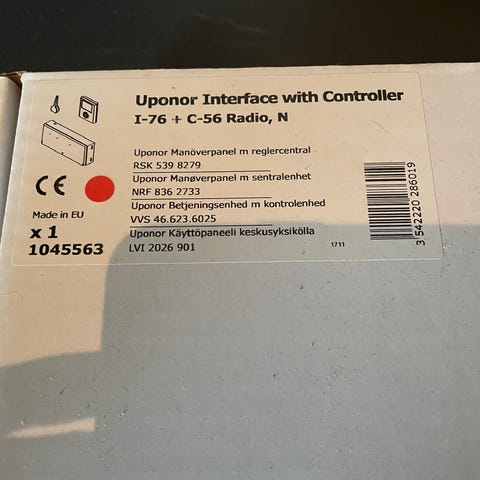 Uponor Interface with Controller
I-76 + C-56 Radio, N
Uponor Manöverpanel m reglercentral
RSK 539 8279
Uponor Manøverpanel m sentralenhet
NRF 836 2733
Uponor Betjeningsenhed m kontrolenhed
VVS 46.623.6025
Uponor Käyttöpaneeli keskusyksikölla
LVI 2026 901
CE
Made in EU
x 1
1045563
1711
3 542220 286019